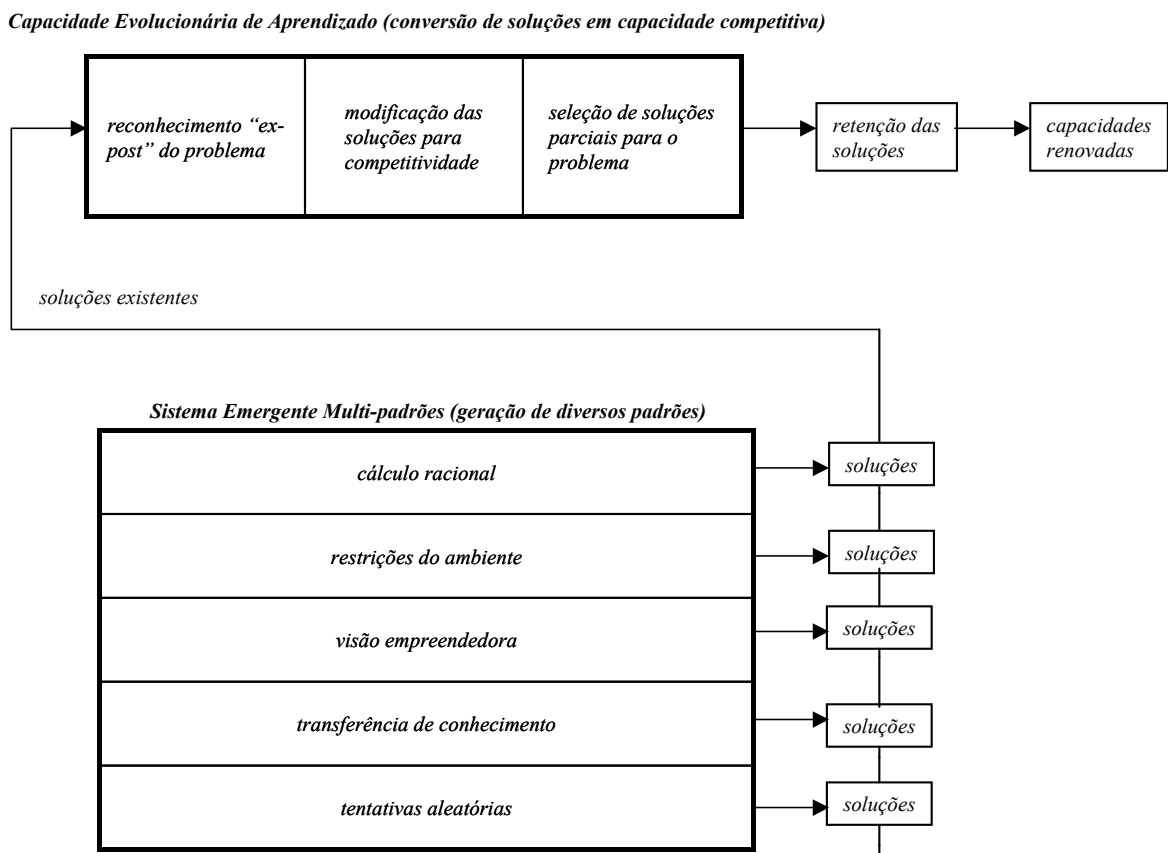 Capacidade Evolucionária de Aprendizado (conversão de soluções em capacidade competitiva)
reconhecimento “ex-
post” do problema
modificação das
soluções para
competitividade
seleção de soluções
parciais para o
problema
retenção das
soluções
capacidades
renovadas
soluções existentes
Sistema Emergente Multi-padrões (geração de diversos padrões)
cálculo racional
soluções
restrições do ambiente
soluções
visão empreendedora
soluções
transferência de conhecimento
soluções
tentativas aleatórias
soluções